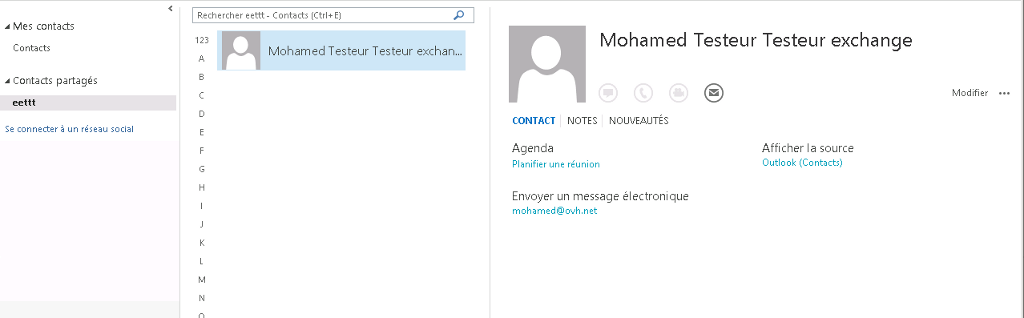 Mes contacts
Contacts
Contacts partagés
eettt
Se connecter à un réseau social
Rechercher eettt - Contacts (Ctrl+E)
123
A
B
C
D
E
F
G
H
I
J
K
L
M
N
O
Mohamed Testeur Testeur exchan...
Mohamed Testeur Testeur exchange
Modifier
CONTACT
NOTES
NOUVEAUTÉS
Agenda
Planifier une réunion
Afficher la source
Outlook (Contacts)
Envoyer un message électronique
mohamed@ovh.net